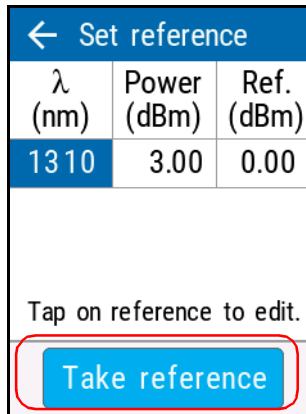 ← Set reference
λ Power Ref.
(nm) (dBm) (dBm)
1310 3.00 0.00
Tap on reference to edit.
Take reference